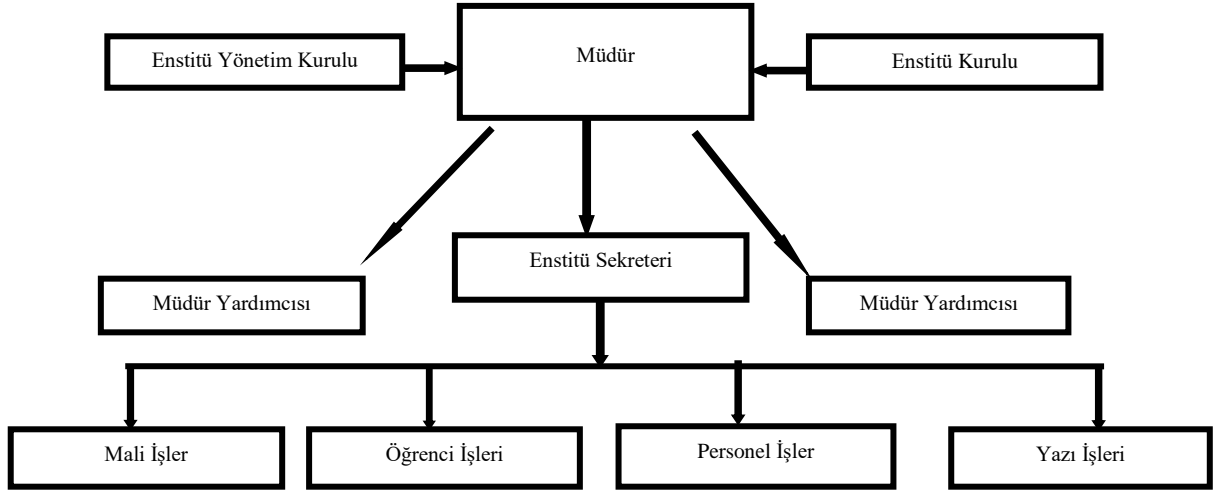 Enstitü Yönetim Kurulu
Müdür
Enstitü Kurulu
Enstitü Sekreteri
Müdür Yardımcısı
Müdür Yardımcısı
Mali İşler
Öğrenci İşleri
Personel İşler
Yazı İşleri